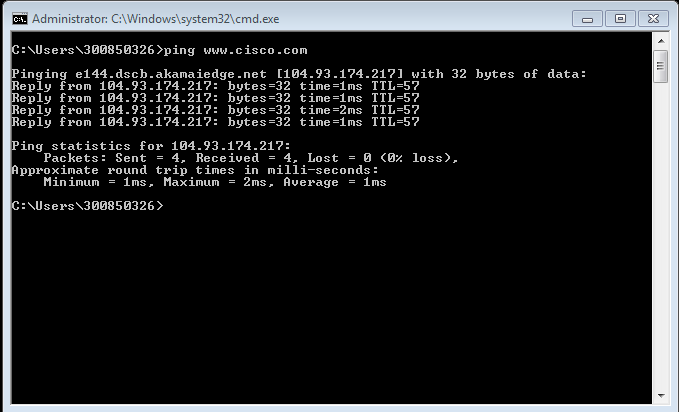 Administrator: C:\Windows\system32\cmd.exe
C:\Users\300850326>ping www.cisco.com
Pinging e144.dscb.akamaiedge.net [104.93.174.217] with 32 bytes of data:
Reply from 104.93.174.217: bytes=32 time=1ms TTL=57
Reply from 104.93.174.217: bytes=32 time=1ms TTL=57
Reply from 104.93.174.217: bytes=32 time=2ms TTL=57
Reply from 104.93.174.217: bytes=32 time=1ms TTL=57
Ping statistics for 104.93.174.217:
    Packets: Sent = 4, Received = 4, Lost = 0 (0% loss),
Approximate round trip times in milli-seconds:
    Minimum = 1ms, Maximum = 2ms, Average = 1ms
C:\Users\300850326>